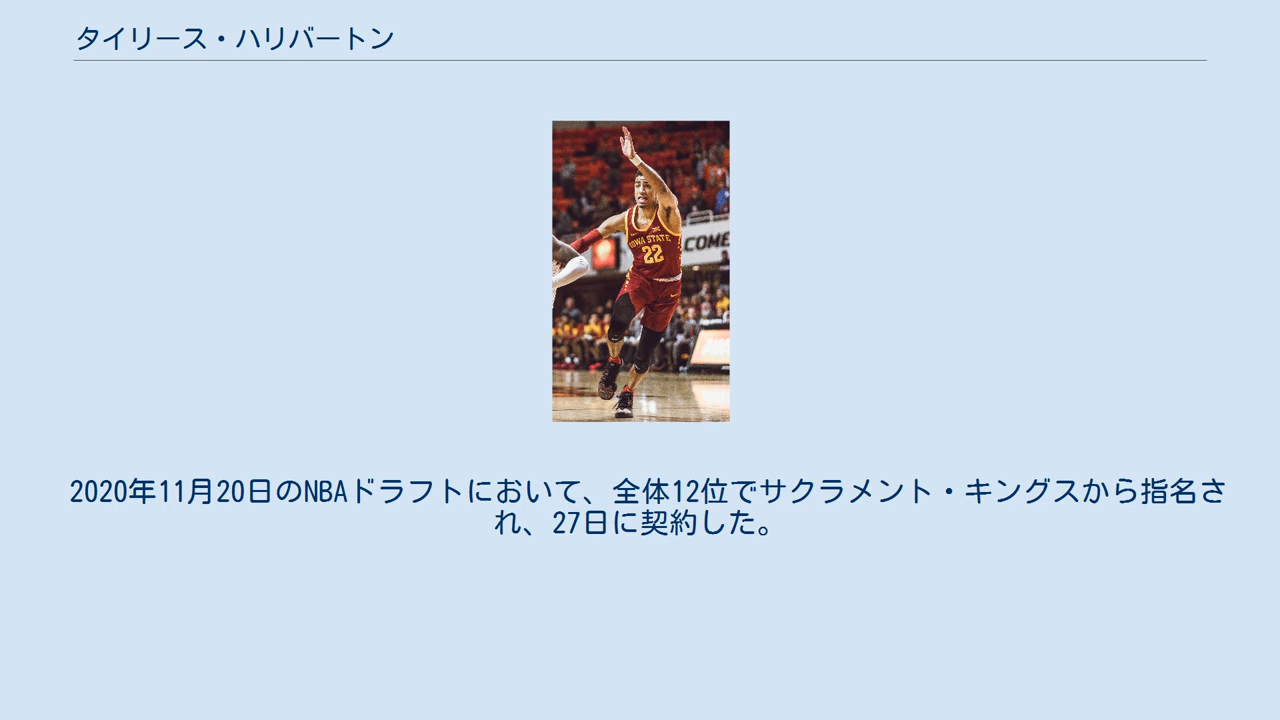 タイリース・ハリバートン
IOWA STATE
22
COME
2020年11月20日のNBAドラフトにおいて、全体12位でサクラメント・キングスから指名さ
れ、27日に契約した。